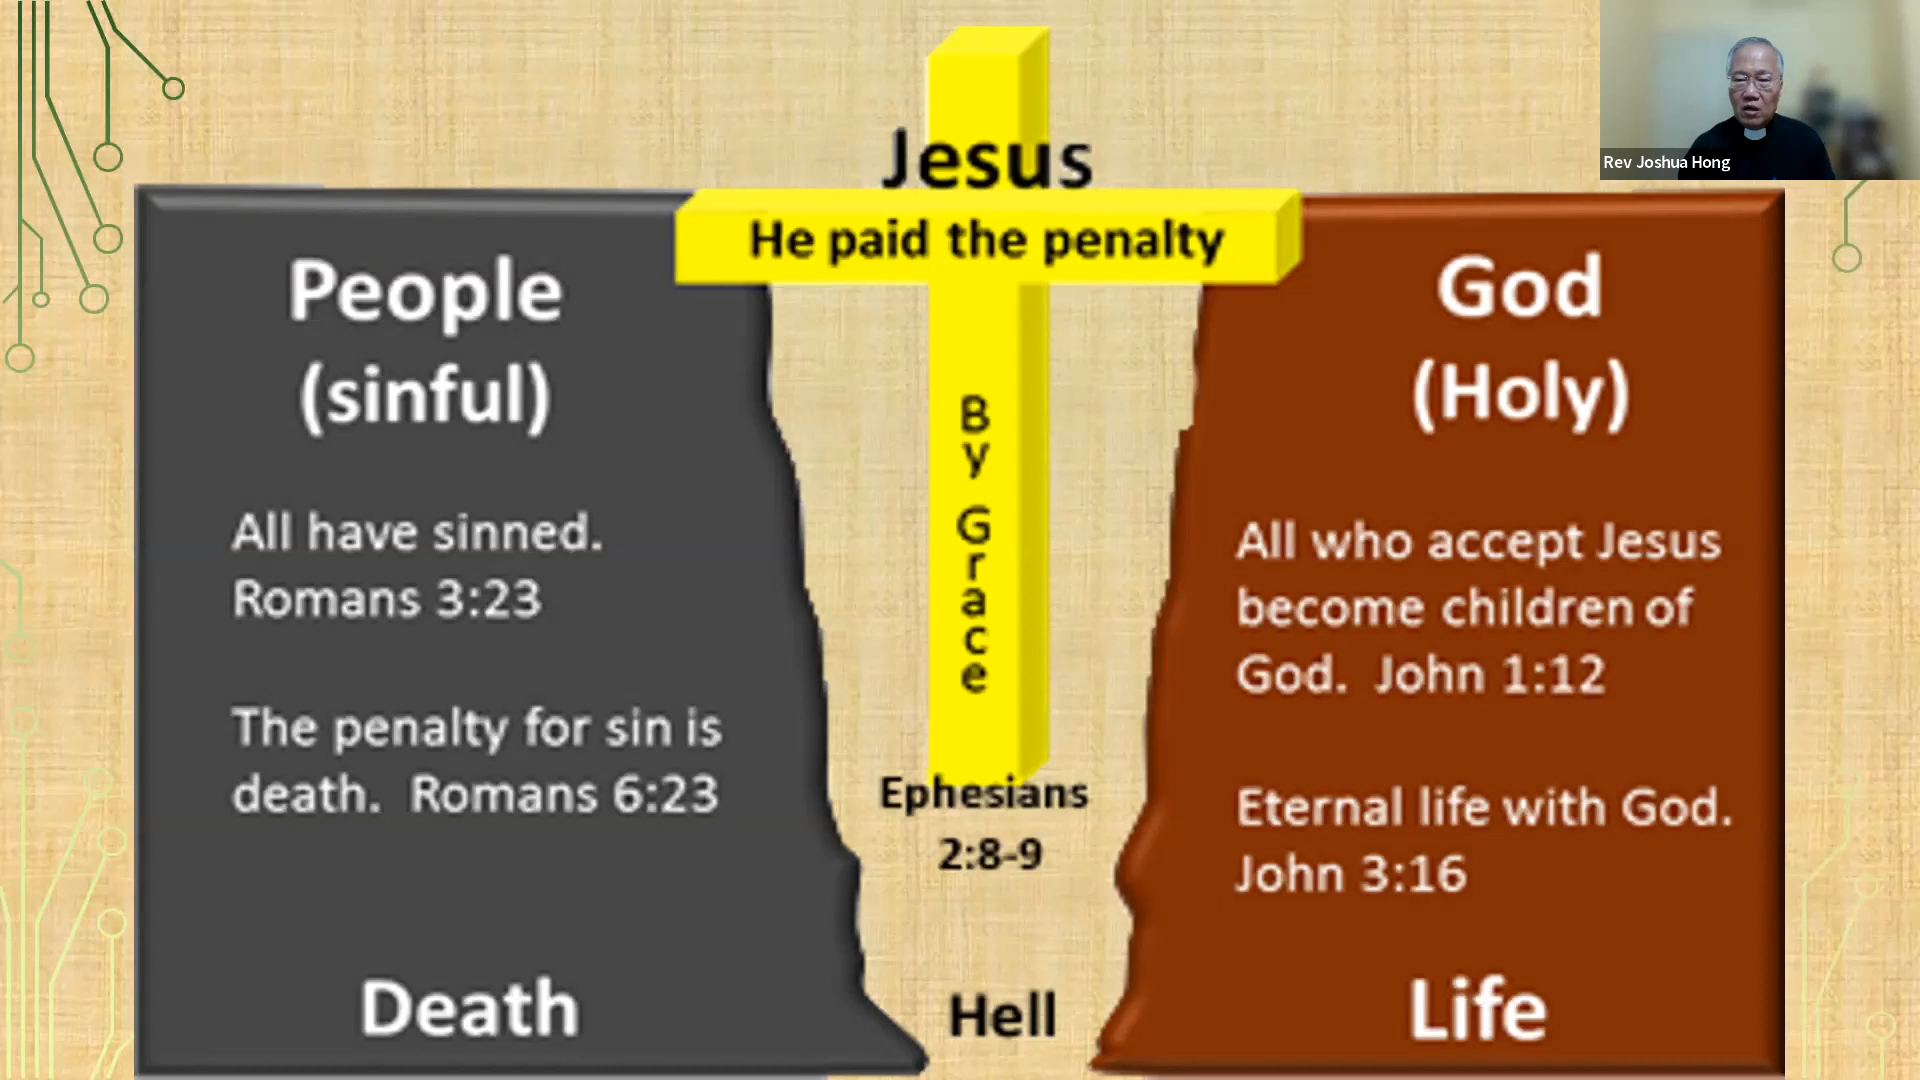 Jesus
He paid the penalty
By Grace
Ephesians
2:8-9
Hell
People
(sinful)
All have sinned.
Romans 3:23
The penalty for sin is
death. Romans 6:23
Death
God
(Holy)
All who accept Jesus
become children of
God. John 1:12
Eternal life with God.
John 3:16
Life
Rev Joshua Hong